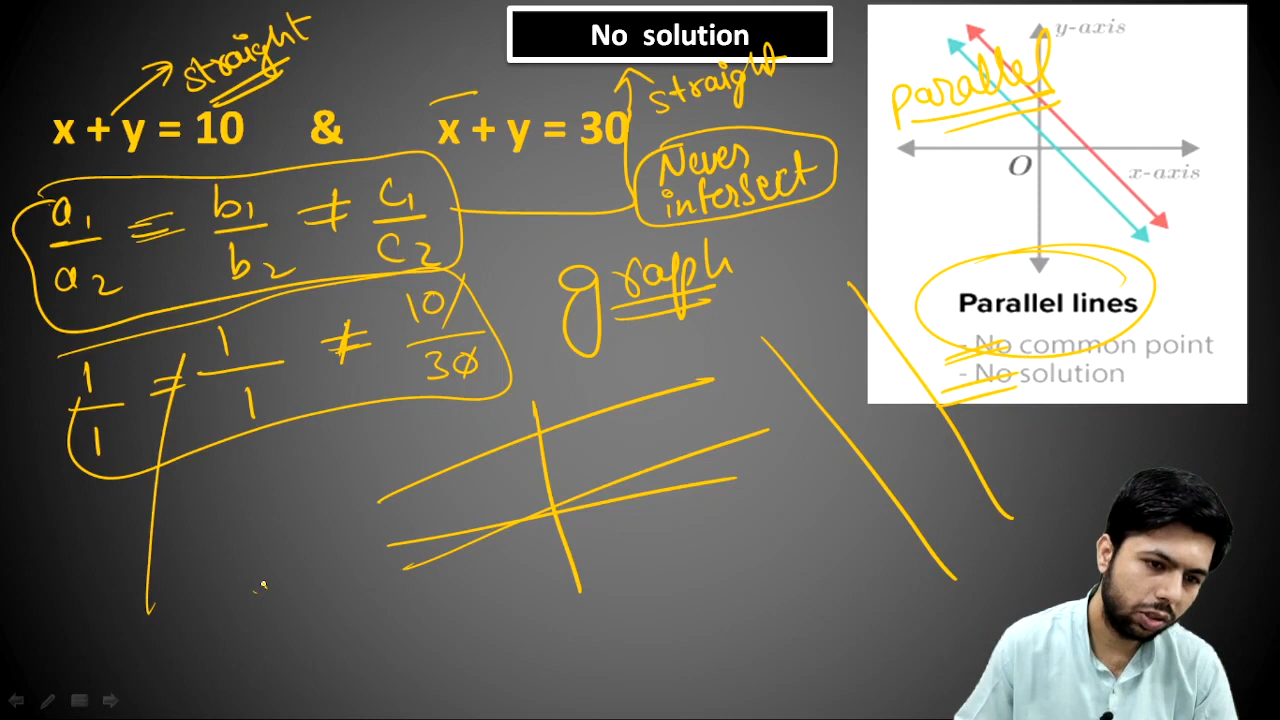 No solution
straight
straight
x + y = 10 & x + y = 30
Never
intersect
a1/a2 = b1/b2 ≠ c1/c2
graph
1/1 = 1/1 ≠ 10/30
y-axis
parallel
O
x-axis
Parallel lines
- No common point
- No solution